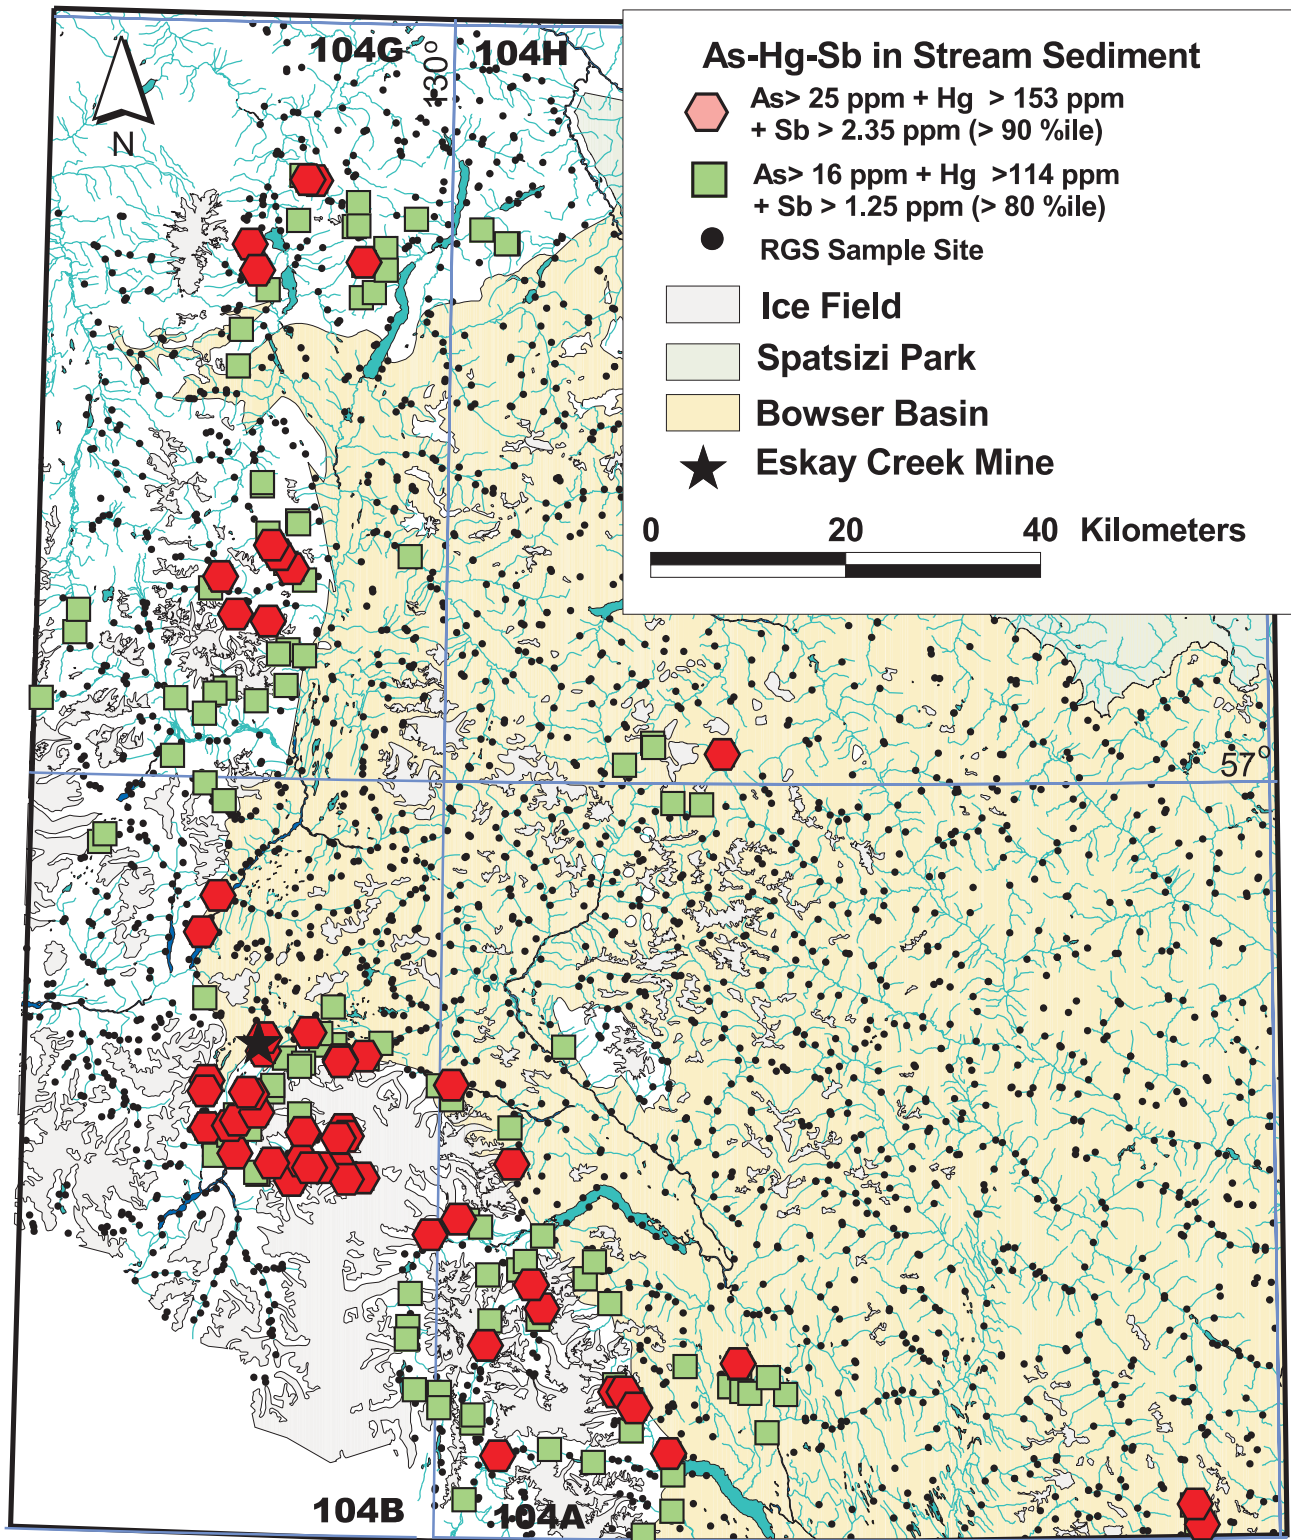 104G
104H
130°
N
As-Hg-Sb in Stream Sediment
As> 25 ppm + Hg > 153 ppm
+ Sb > 2.35 ppm (> 90 %ile)
As> 16 ppm + Hg >114 ppm
+ Sb > 1.25 ppm (> 80 %ile)
RGS Sample Site
Ice Field
Spatsizi Park
Bowser Basin
Eskay Creek Mine
0 20 40 Kilometers
57°
104B
104A